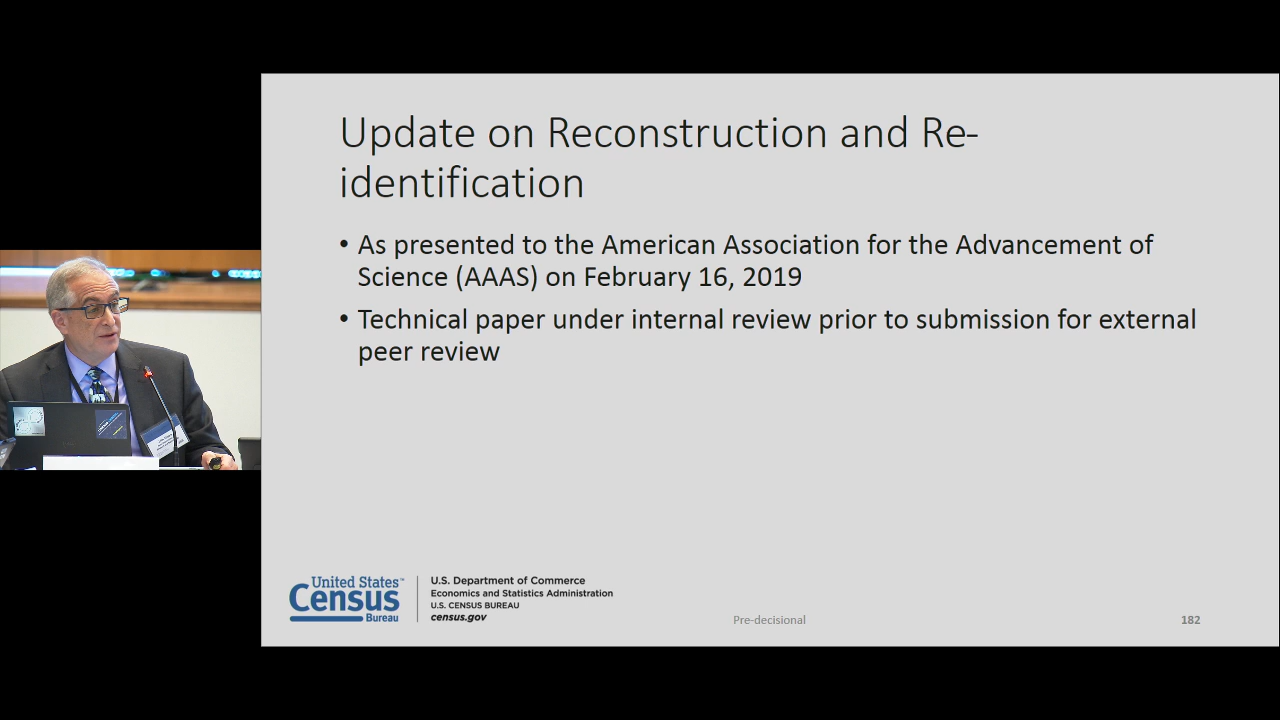 Update on Reconstruction and Re-
identification
• As presented to the American Association for the Advancement of
Science (AAAS) on February 16, 2019
• Technical paper under internal review prior to submission for external
peer review
United States™
Census
Bureau
U.S. Department of Commerce
Economics and Statistics Administration
U.S. CENSUS BUREAU
census.gov
Pre-decisional
182